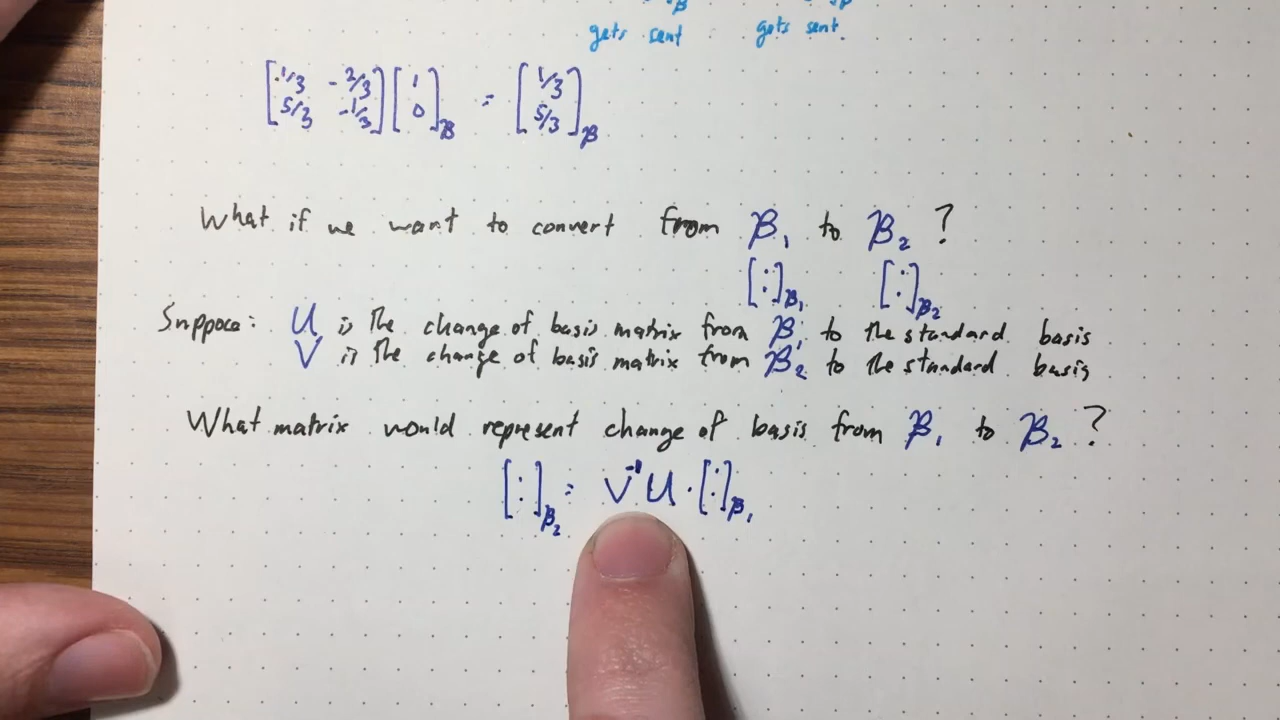 gets sent gets sent.
[1/3 -2/3 5/3 -1/3] [1 0]_B = [1/3 5/3]_B
What if we want to convert from B₁ to B₂ ?
[:]_B₁ [:]_B₂
Suppose: U is the change of basis matrix from B₁ to the standard basis
V is the change of basis matrix from B₂ to the standard basis
What matrix would represent change of basis from B₁ to B₂ ?
[:]_B₂ = V⁻¹U · [:]_B₁